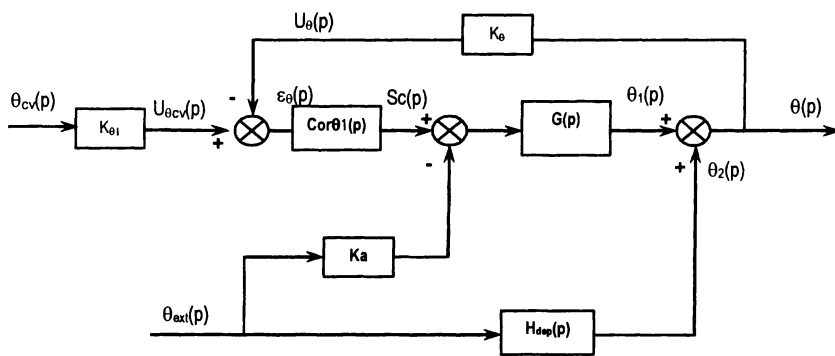 Uθ(p)
Kθ
θcv(p)
Kθi
Uθcv(p)
-
+
εθ(p)
Corθ1(p)
Sc(p)
+
-
G(p)
θ1(p)
+
+
θ2(p)
θ(p)
Ka
θext(p)
Hdep(p)